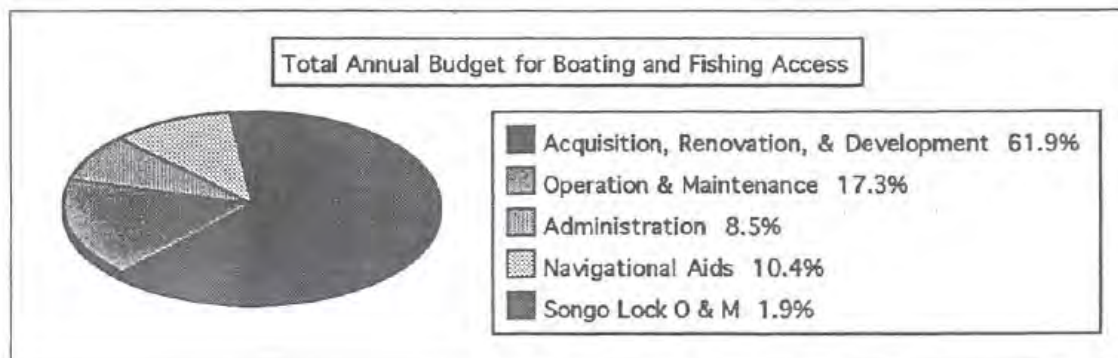 Total Annual Budget for Boating and Fishing Access
Acquisition, Renovation, & Development 61.9%
Operation & Maintenance 17.3%
Administration 8.5%
Navigational Aids 10.4%
Songo Lock O & M 1.9%